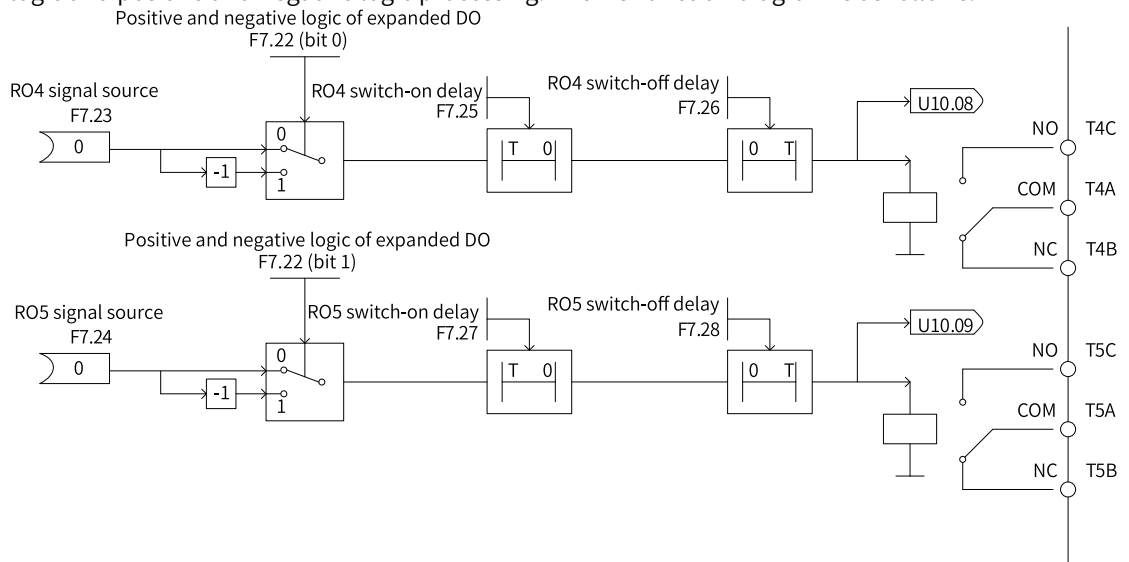 Positive and negative logic of expanded DO
F7.22 (bit 0)
RO4 signal source
F7.23
0
-1
0
1
RO4 switch-on delay
F7.25
T 0
RO4 switch-off delay
F7.26
0 T
U10.08
NO T4C
COM T4A
NC T4B
Positive and negative logic of expanded DO
F7.22 (bit 1)
RO5 signal source
F7.24
0
-1
0
1
RO5 switch-on delay
F7.27
T 0
RO5 switch-off delay
F7.28
0 T
U10.09
NO T5C
COM T5A
NC T5B